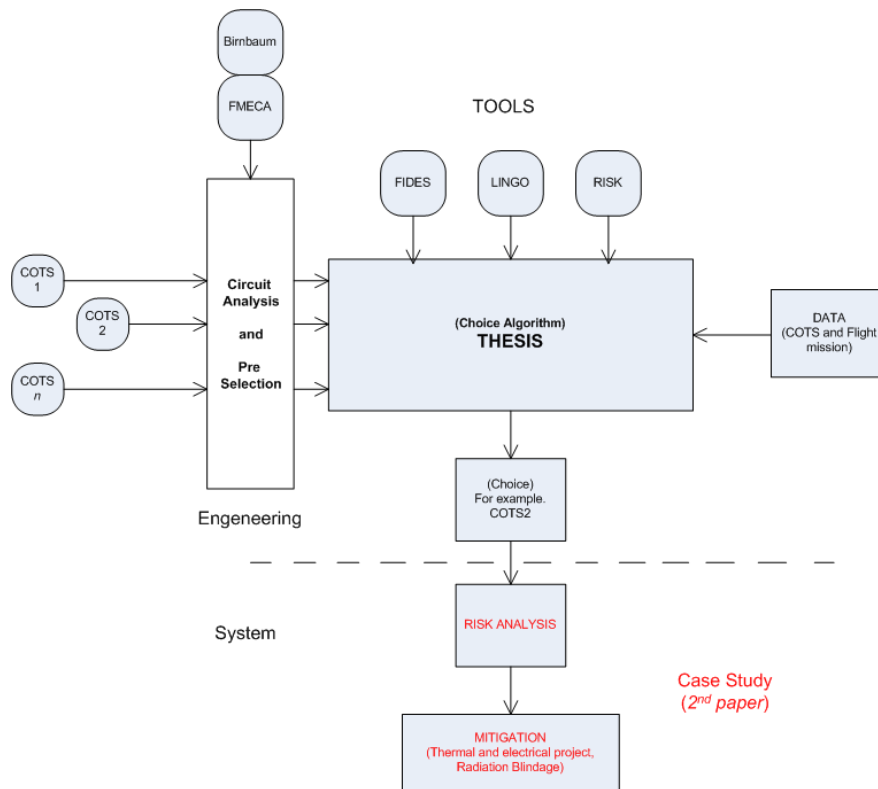 Birnbaum
FMECA
TOOLS
FIDES
LINGO
RISK
COTS
1
COTS
2
COTS
n
Circuit
Analysis
and
Pre
Selection
(Choice Algorithm)
THESIS
DATA
(COTS and Flight
mission)
(Choice)
For example.
COTS2
Engeneering
System
RISK ANALYSIS
Case Study
(2nd paper)
MITIGATION
(Thermal and electrical project,
Radiation Blindage)